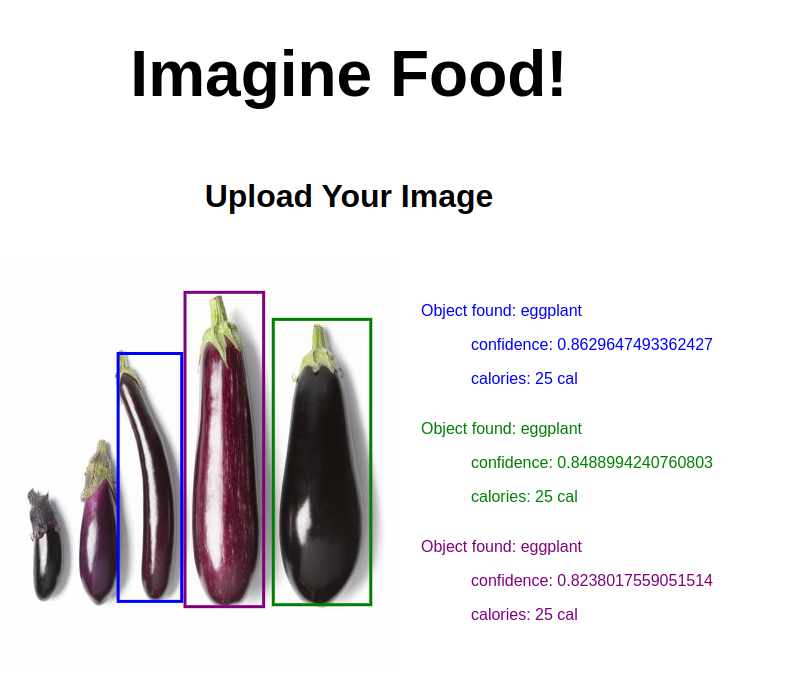 Imagine Food!
Upload Your Image
Object found: eggplant
confidence: 0.8629647493362427
calories: 25 cal
Object found: eggplant
confidence: 0.8488994240760803
calories: 25 cal
Object found: eggplant
confidence: 0.8238017559051514
calories: 25 cal